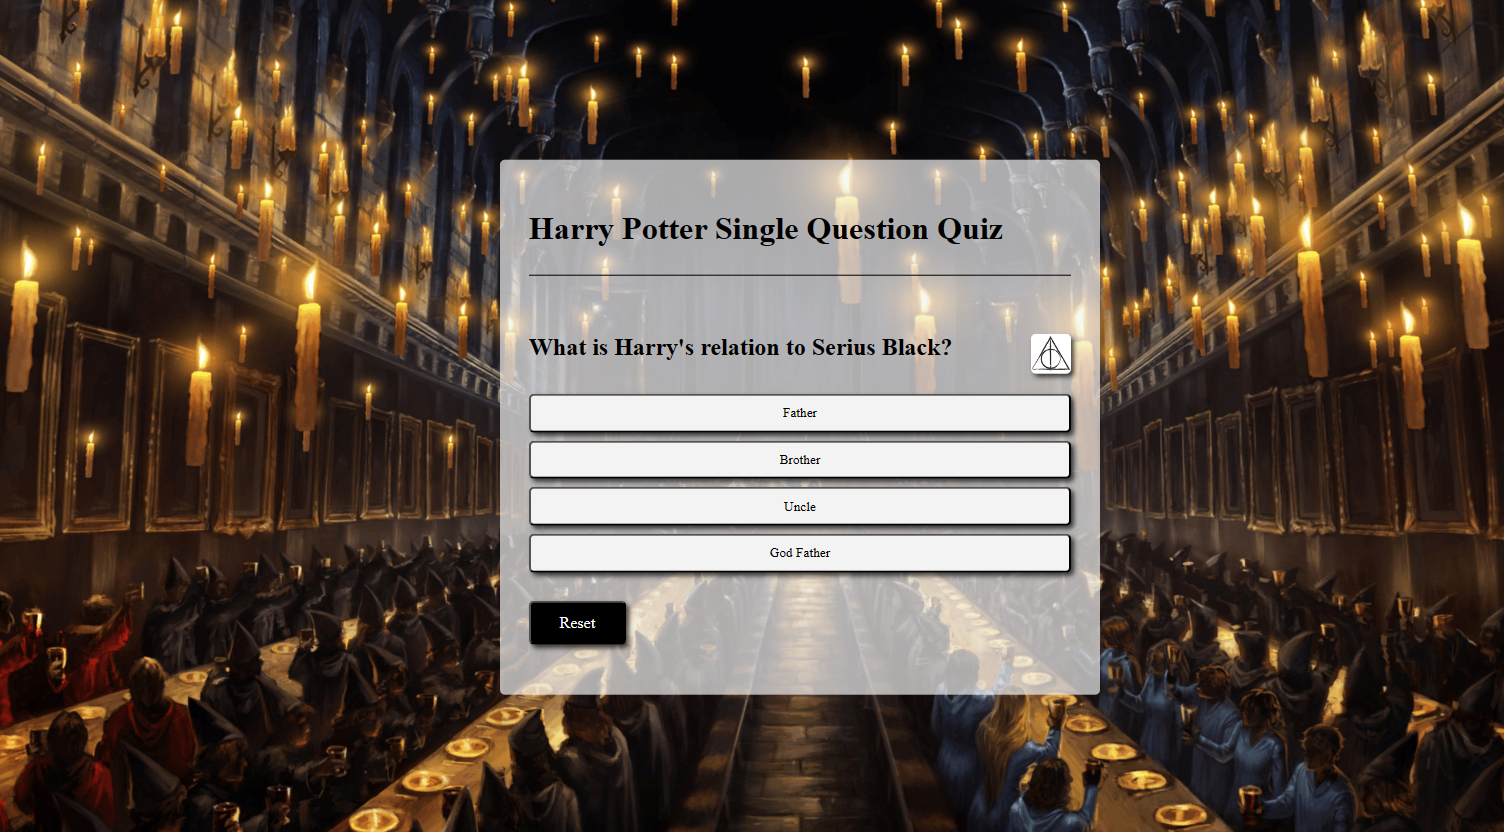 Harry Potter Single Question Quiz
What is Harry's relation to Serius Black?
Father
Brother
Uncle
God Father
Reset